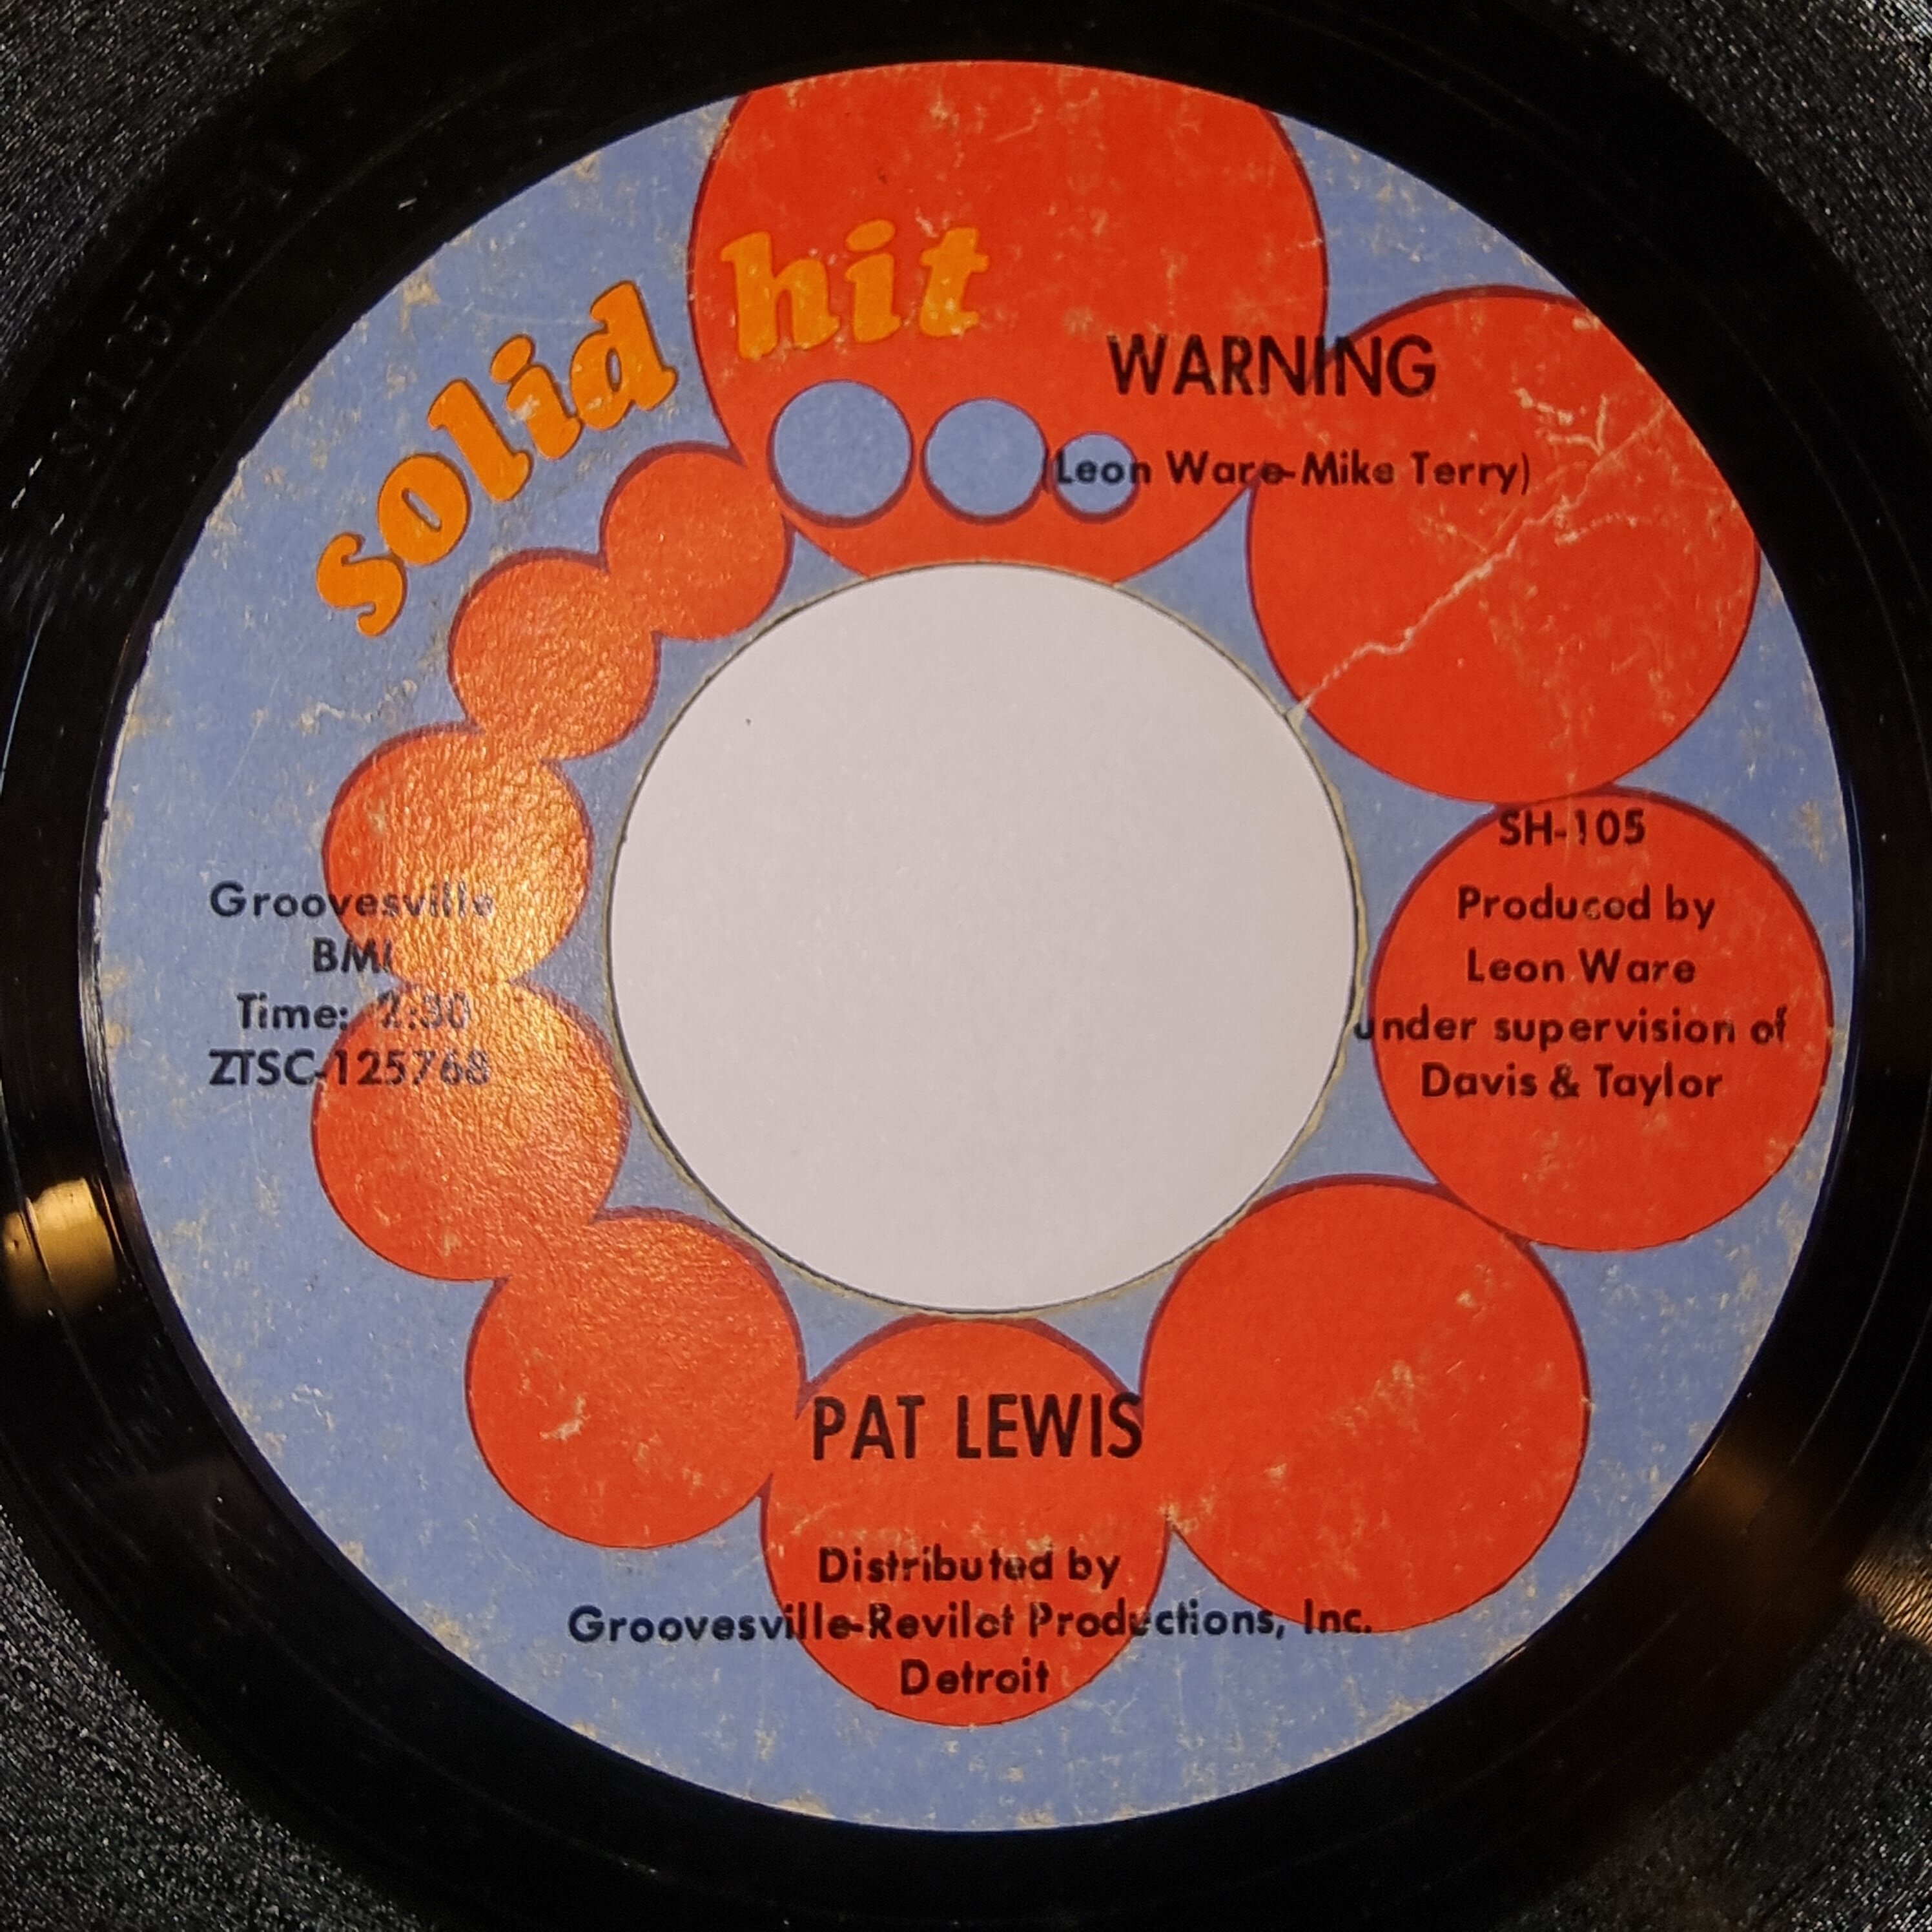 solid hit
WARNING
(Leon Ware-Mike Terry)
SH-105
Produced by
Leon Ware
under supervision of
Davis & Taylor
Groovesville
BMI
Time: 2:30
ZTSC-125768
PAT LEWIS
Distributed by
Groovesville-Revilot Productions, Inc.
Detroit